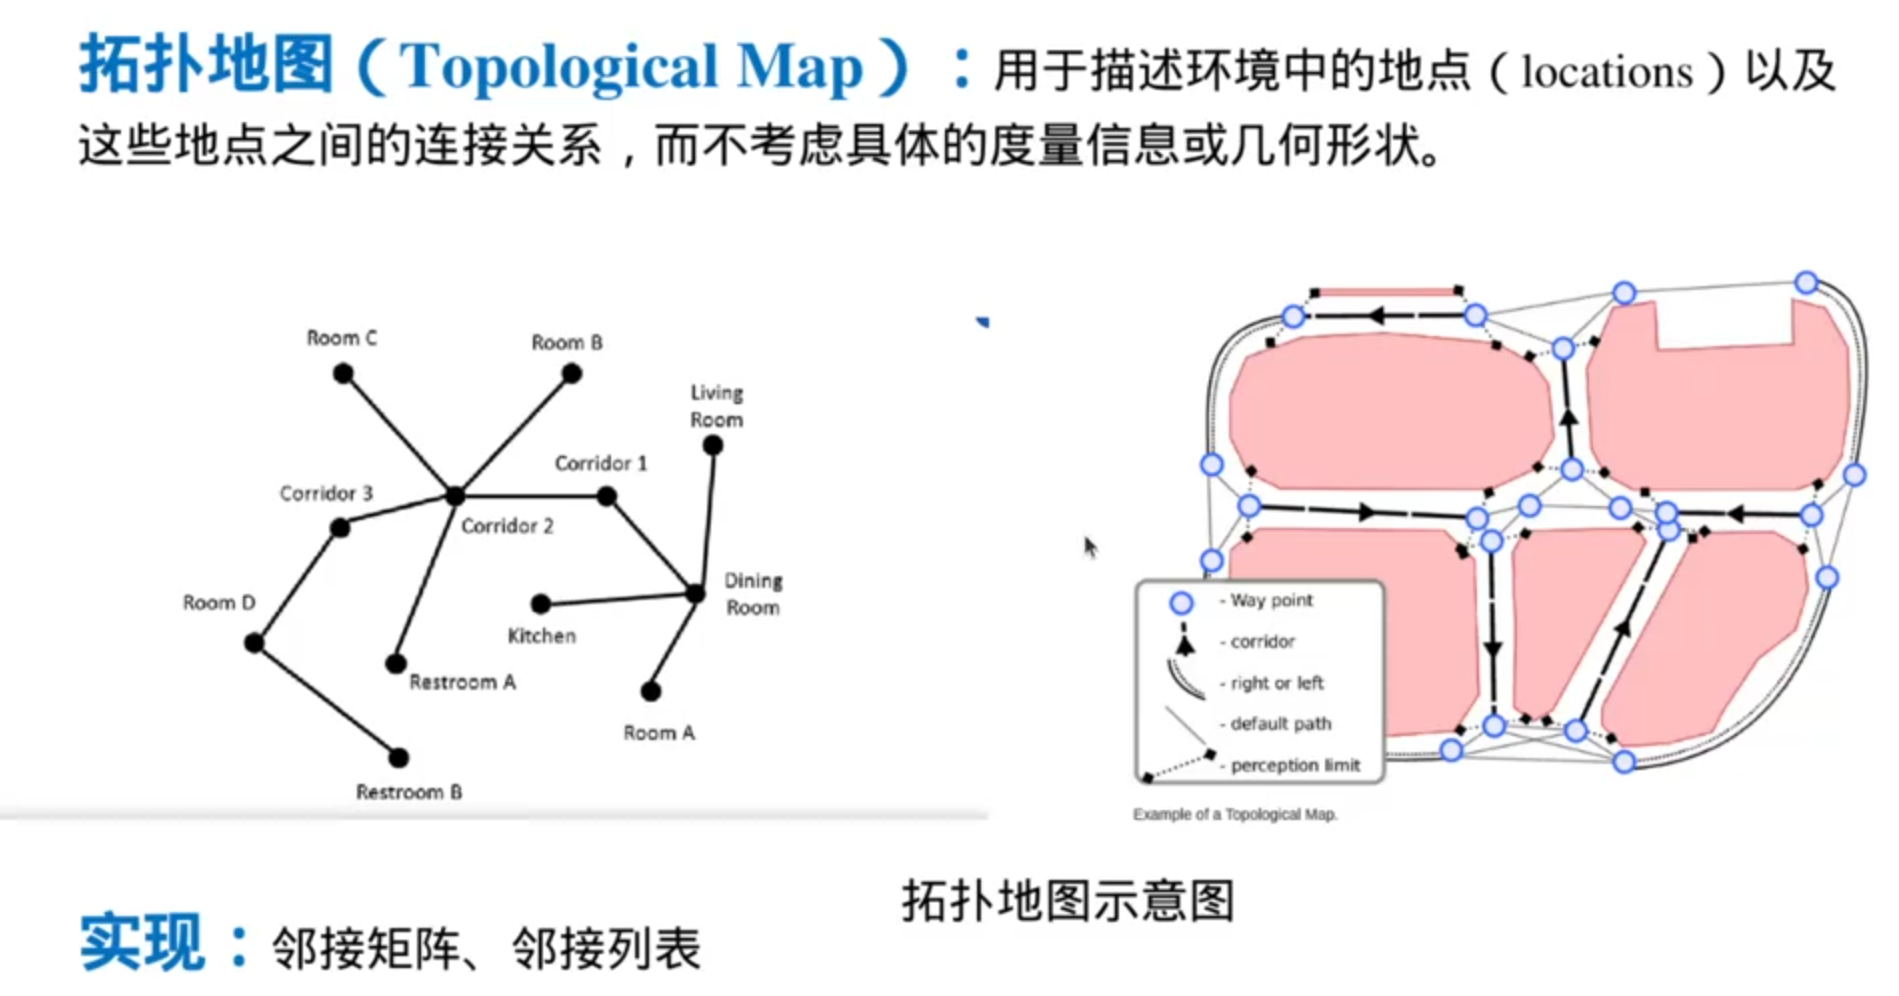 拓扑地图（Topological Map）：用于描述环境中的地点（locations）以及
这些地点之间的连接关系，而不考虑具体的度量信息或几何形状。
Room C
Room B
Living
Room
Corridor 1
Corridor 3
Corridor 2
Dining
Room
Room D
Kitchen
Restroom A
Room A
Restroom B
- Way point
- corridor
- right or left
- default path
- perception limit
Example of a Topological Map.
拓扑地图示意图
实现：邻接矩阵、邻接列表